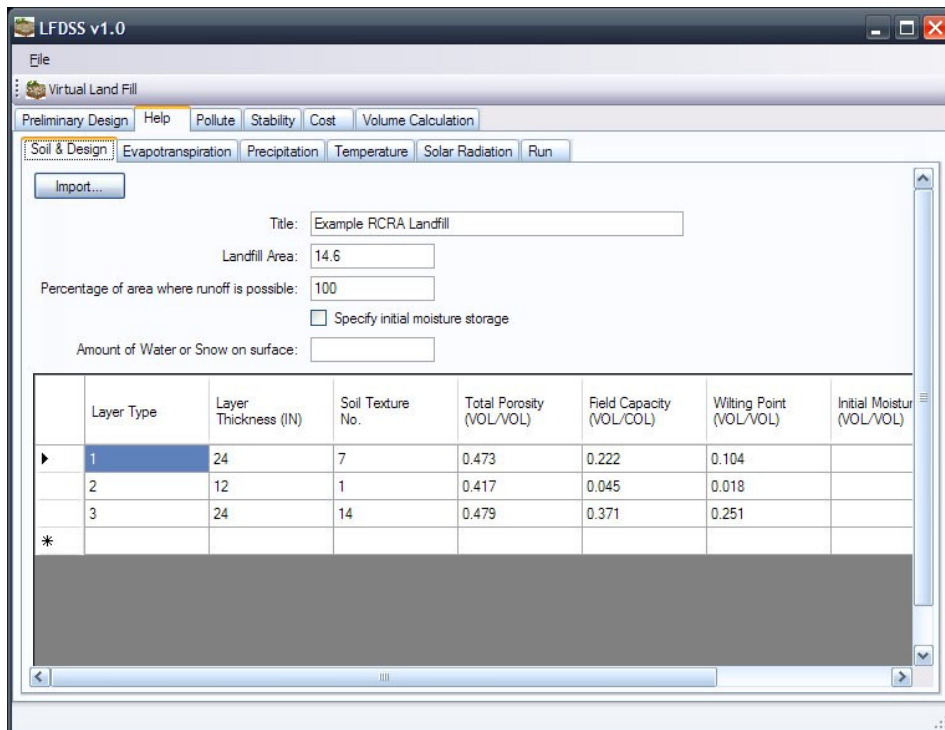 LFDSS v1.0
File
Virtual Land Fill
Preliminary Design Help Pollute Stability Cost Volume Calculation
Soil & Design Evapotranspiration Precipitation Temperature Solar Radiation Run
Import...
Title: Example RCRA Landfill
Landfill Area: 14.6
Percentage of area where runoff is possible: 100
Specify initial moisture storage
Amount of Water or Snow on surface:
Layer Type Layer Thickness (IN) Soil Texture No. Total Porosity (VOL/VOL) Field Capacity (VOL/COL) Wilting Point (VOL/VOL) Initial Moistur (VOL/VOL)
1 24 7 0.473 0.222 0.104
2 12 1 0.417 0.045 0.018
3 24 14 0.479 0.371 0.251